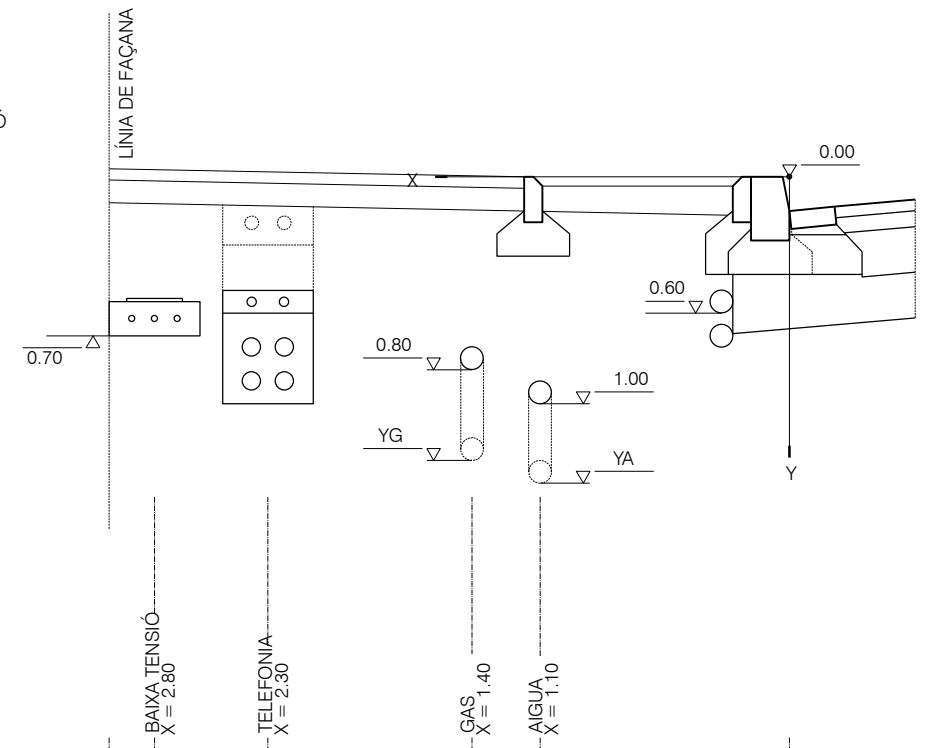 LÍNIA DE FAÇANA
Ó
0.00
X
0.60
0.70
0.80
1.00
YG
YA
Y
BAIXA TENSIÓ
X = 2.80
TELEFONIA
X = 2.30
GAS
X = 1.40
AIGUA
X = 1.10